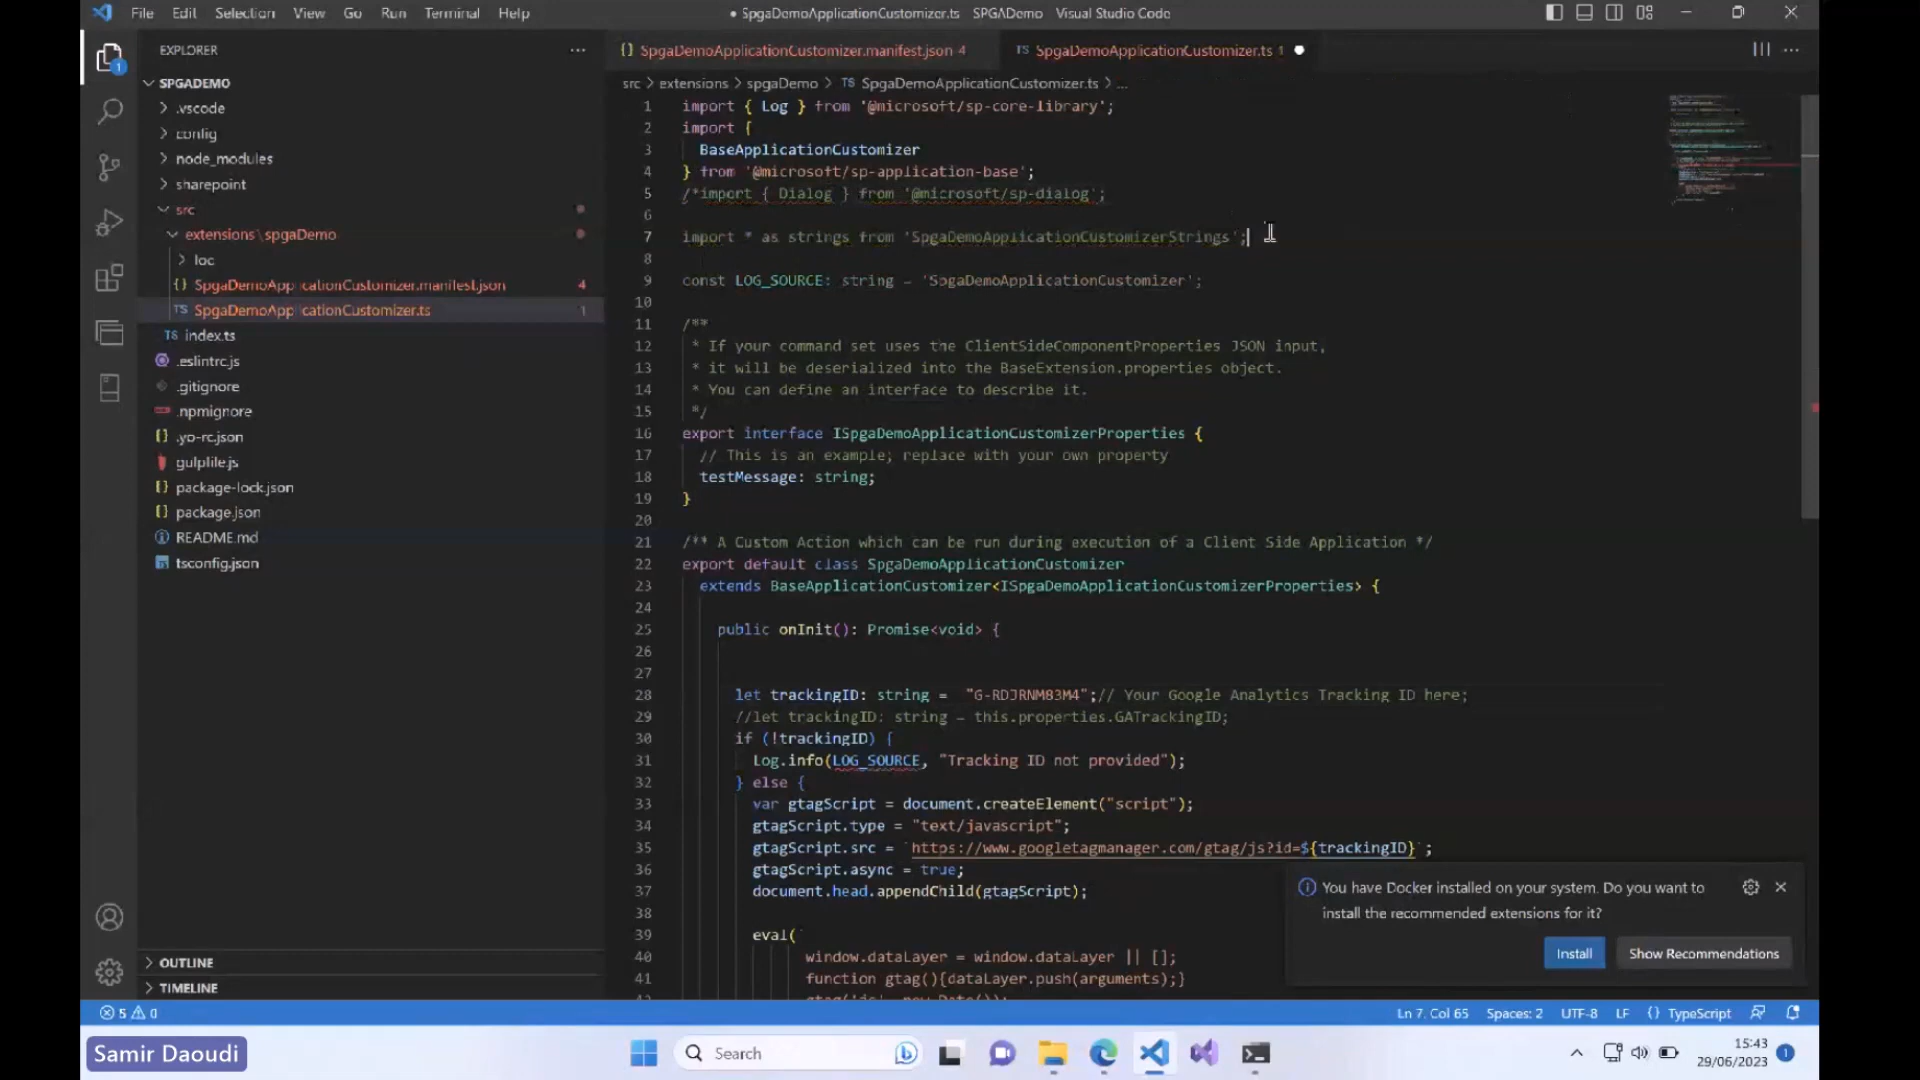 File Edit Selection View Go Run Terminal Help
● SpgaDemoApplicationCustomizer.ts SPGADemo Visual Studio Code
EXPLORER
SPGADEMO
.vscode
config
node_modules
sharepoint
src
extensions \ spgaDemo
loc
{} SpgaDemoApplicationCustomizer.manifest.json 4
TS SpgaDemoApplicationCustomizer.ts 1
TS index.ts
.eslintrc.js
.gitignore
.npmignore
{} .yo-rc.json
gulpfile.js
{} package-lock.json
{} package.json
README.md
tsconfig.json
OUTLINE
TIMELINE
{} SpgaDemoApplicationCustomizer.manifest.json 4
TS SpgaDemoApplicationCustomizer.ts 1 ●
src > extensions > spgaDemo > TS SpgaDemoApplicationCustomizer.ts > ...
1 import { Log } from '@microsoft/sp-core-library';
2 import {
3 BaseApplicationCustomizer
4 } from '@microsoft/sp-application-base';
5 /*import { Dialog } from '@microsoft/sp-dialog';
6
7 import * as strings from 'SpgaDemoApplicationCustomizerStrings';
8
9 const LOG_SOURCE: string = 'SpgaDemoApplicationCustomizer';
10
11 /**
12 * If your command set uses the ClientSideComponentProperties JSON input,
13 * it will be deserialized into the BaseExtension.properties object.
14 * You can define an interface to describe it.
15 */
16 export interface ISpgaDemoApplicationCustomizerProperties {
17 // This is an example; replace with your own property
18 testMessage: string;
19 }
20
21 /** A Custom Action which can be run during execution of a Client Side Application */
22 export default class SpgaDemoApplicationCustomizer
23 extends BaseApplicationCustomizer<ISpgaDemoApplicationCustomizerProperties> {
24
25 public onInit(): Promise<void> {
26
27
28 let trackingID: string = "G-RDJRNM83M4";// Your Google Analytics Tracking ID here;
29 //let trackingID: string = this.properties.GATrackingID;
30 if (!trackingID) {
31 Log.info(LOG_SOURCE, "Tracking ID not provided");
32 } else {
33 var gtagScript = document.createElement("script");
34 gtagScript.type = "text/javascript";
35 gtagScript.src = `https://www.googletagmanager.com/gtag/js?id=${trackingID}`;
36 gtagScript.async = true;
37 document.head.appendChild(gtagScript);
38
39 eval(`
40 window.dataLayer = window.dataLayer || [];
41 function gtag(){dataLayer.push(arguments);}
You have Docker installed on your system. Do you want to
install the recommended extensions for it?
Install Show Recommendations
5 0
Ln 7, Col 65 Spaces: 2 UTF-8 LF {} TypeScript
Samir Daoudi
Search
15:43
29/06/2023
1